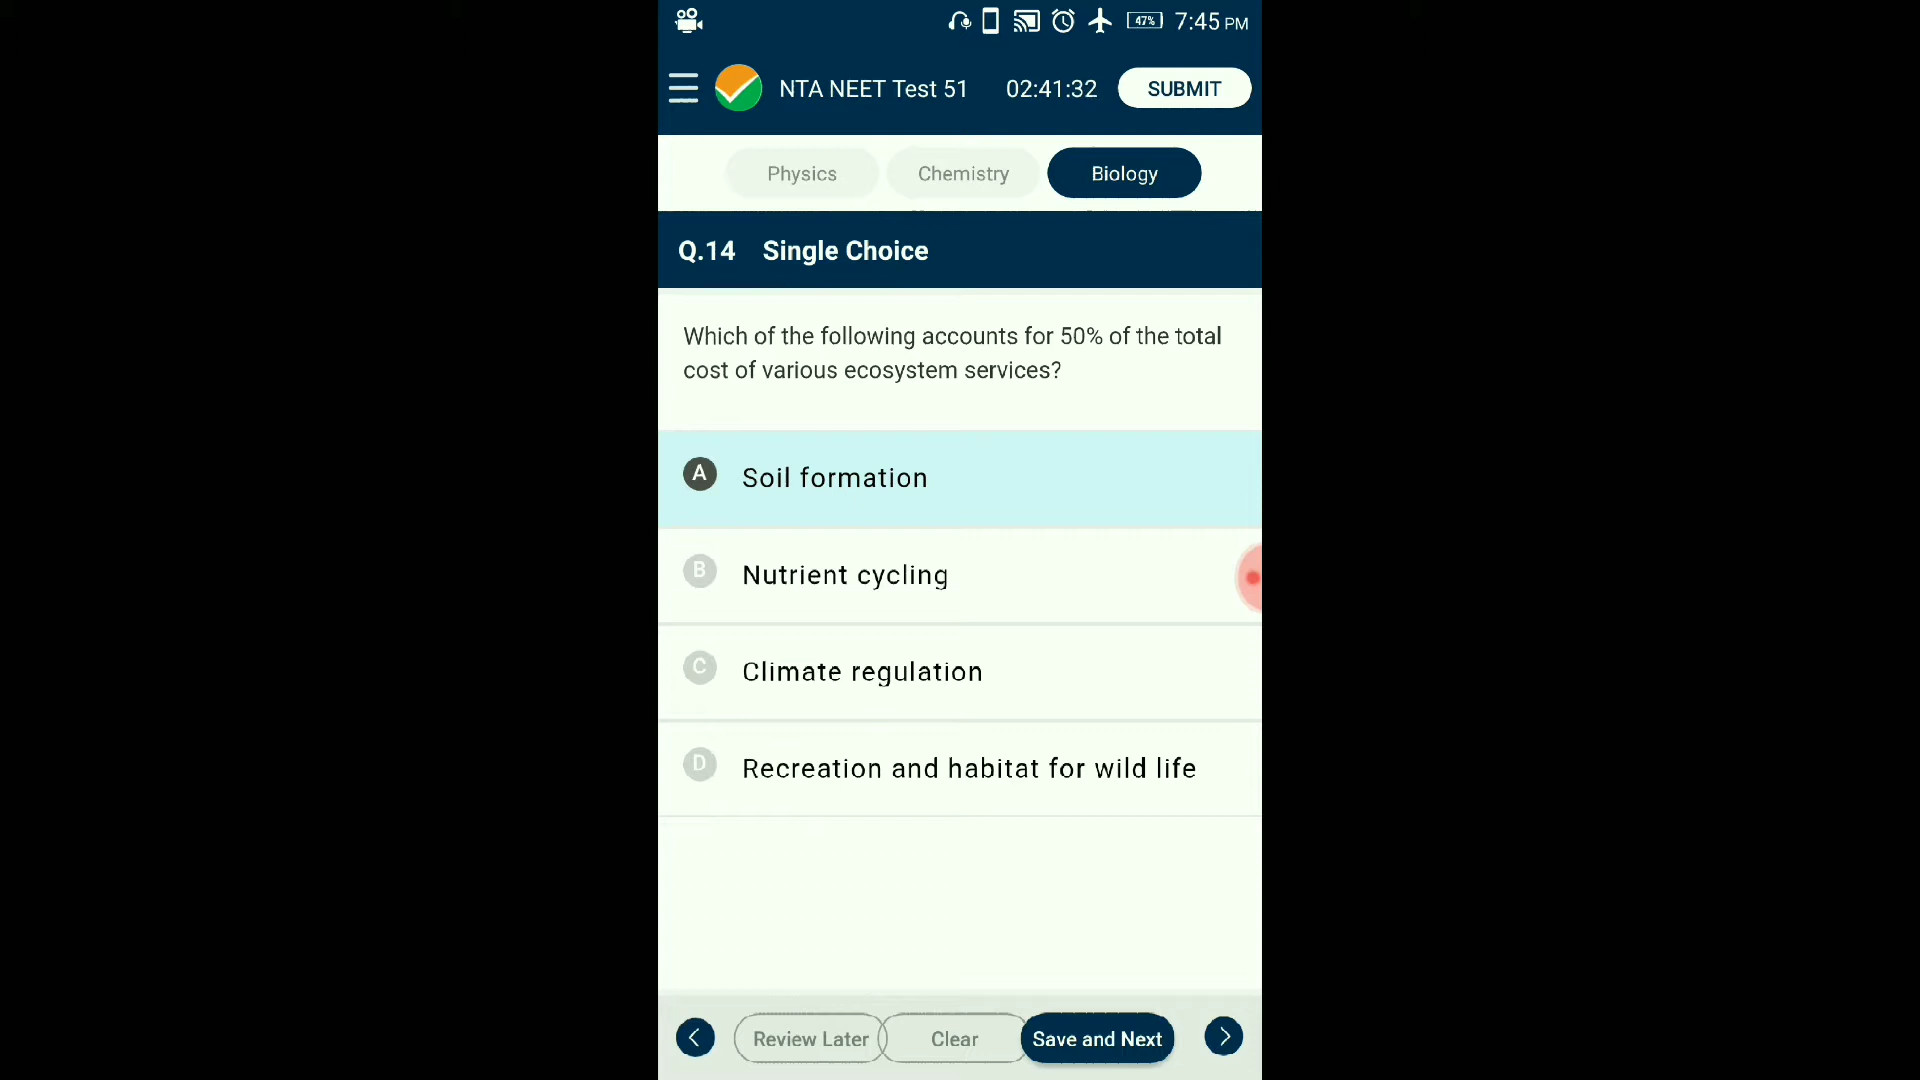 47% 7:45 PM
NTA NEET Test 51 02:41:32 SUBMIT
Physics Chemistry Biology
Q.14 Single Choice
Which of the following accounts for 50% of the total
cost of various ecosystem services?
A Soil formation
B Nutrient cycling
C Climate regulation
D Recreation and habitat for wild life
Review Later Clear Save and Next